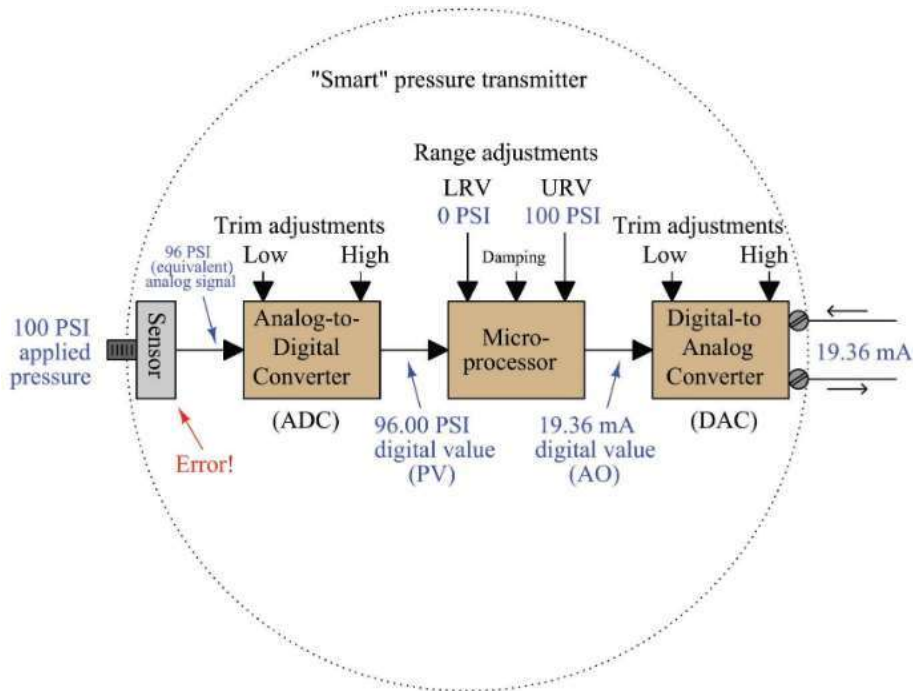 "Smart" pressure transmitter
Range adjustments
LRV
0 PSI
URV
100 PSI
Damping
Trim adjustments
Low
High
Trim adjustments
Low
High
96 PSI
(equivalent)
analog signal
100 PSI
applied
pressure
Sensor
Analog-to-
Digital
Converter
(ADC)
Micro-
processor
Digital-to
Analog
Converter
(DAC)
19.36 mA
Error!
96.00 PSI
digital value
(PV)
19.36 mA
digital value
(AO)